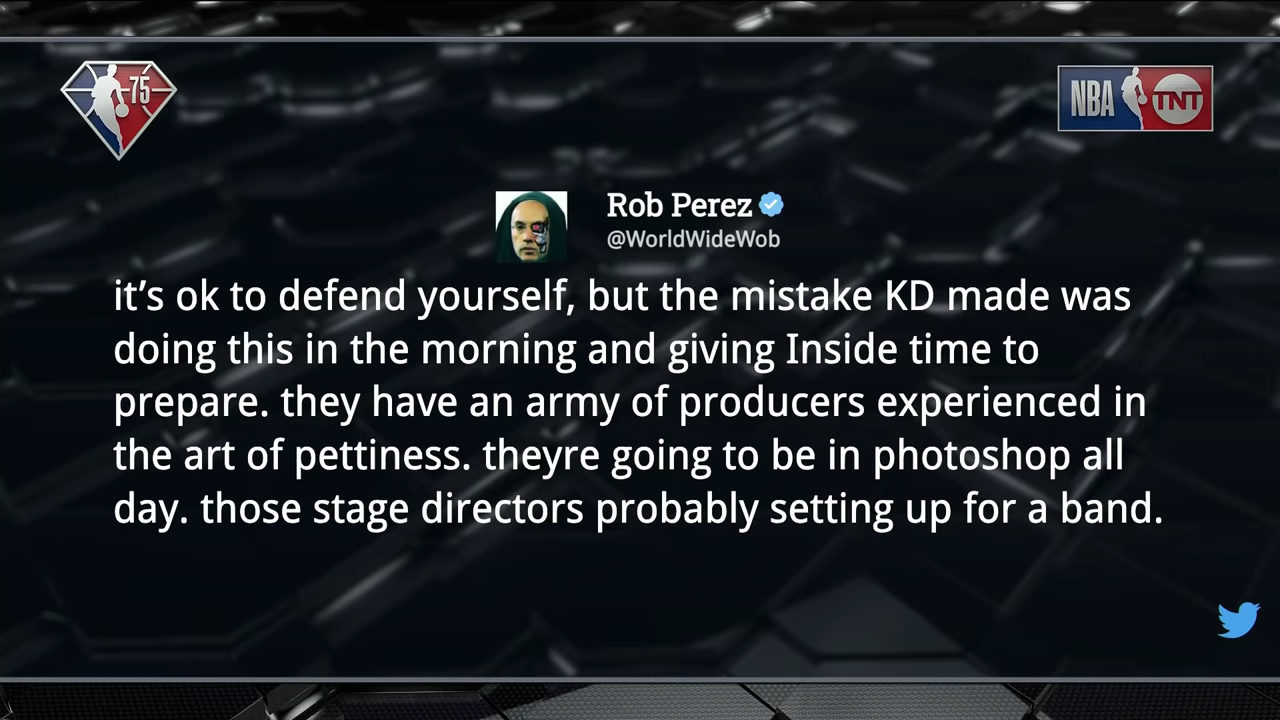 75
NBA TNT
Rob Perez
@WorldWideWob
it’s ok to defend yourself, but the mistake KD made was
doing this in the morning and giving Inside time to
prepare. they have an army of producers experienced in
the art of pettiness. theyre going to be in photoshop all
day. those stage directors probably setting up for a band.